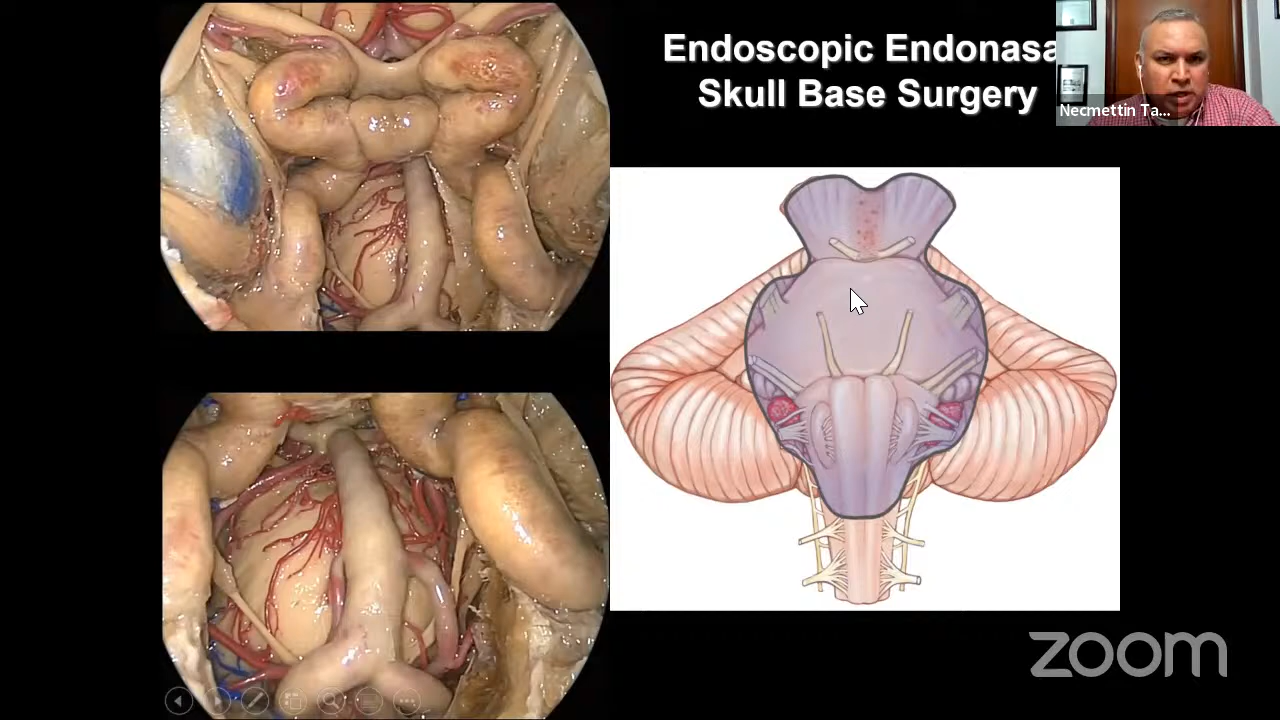 Endoscopic Endonasa
Skull Base Surgery
Necmettin Ta...
zoom